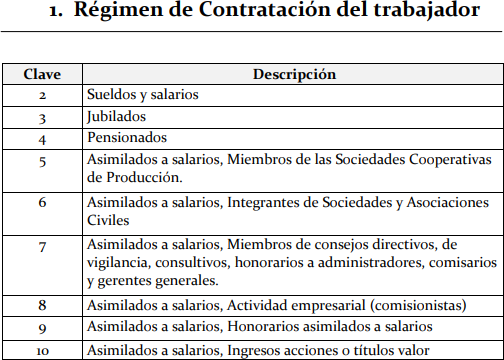 1. Régimen de Contratación del trabajador
Clave Descripción
2 Sueldos y salarios
3 Jubilados
4 Pensionados
5 Asimilados a salarios, Miembros de las Sociedades Cooperativas
de Producción.
6 Asimilados a salarios, Integrantes de Sociedades y Asociaciones
Civiles
7 Asimilados a salarios, Miembros de consejos directivos, de
vigilancia, consultivos, honorarios a administradores, comisarios
y gerentes generales.
8 Asimilados a salarios, Actividad empresarial (comisionistas)
9 Asimilados a salarios, Honorarios asimilados a salarios
10 Asimilados a salarios, Ingresos acciones o títulos valor